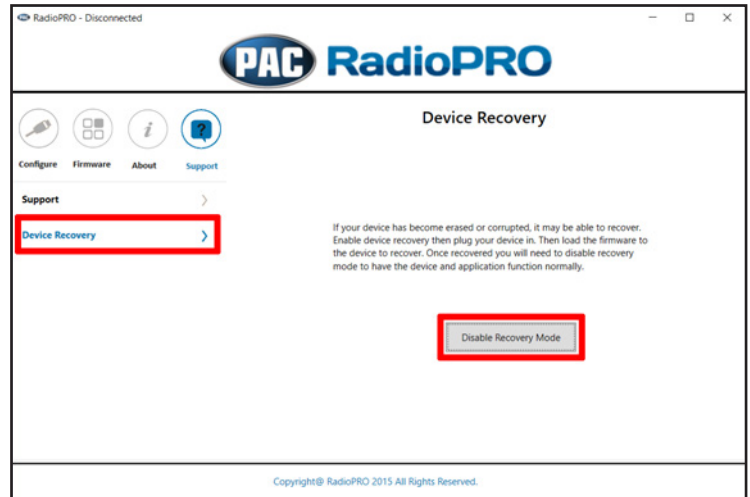 RadioPRO - Disconnected
PAC RadioPRO
Device Recovery
Configure Firmware About Support
Support
Device Recovery
If your device has become erased or corrupted, it may be able to recover.
Enable device recovery then plug your device in. Then load the firmware to
the device to recover. Once recovered you will need to disable recovery
mode to have the device and application function normally.
Disable Recovery Mode
Copyright@ RadioPRO 2015 All Rights Reserved.